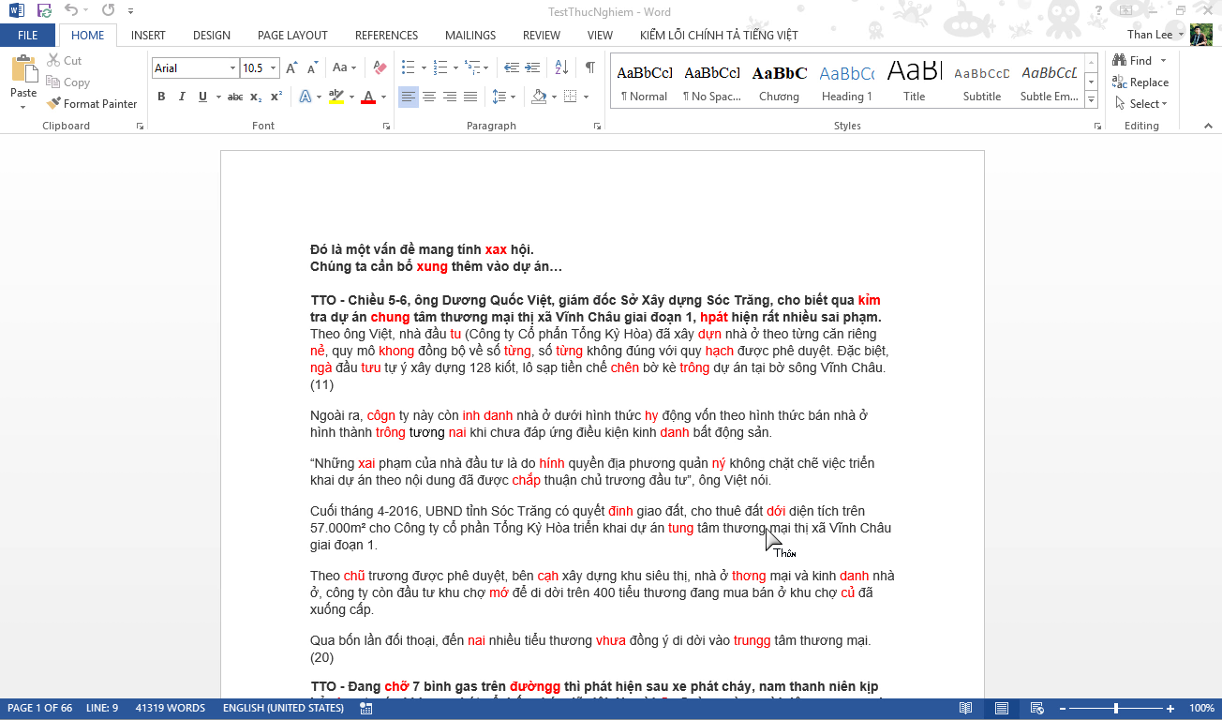 TestThucNghiem - Word
FILE HOME INSERT DESIGN PAGE LAYOUT REFERENCES MAILINGS REVIEW VIEW KIỂM LỖI CHÍNH TẢ TIẾNG VIỆT Than Lee
Paste
Cut
Copy
Format Painter
Clipboard
Arial 10.5
Font
Paragraph
AaBbCcI AaBbCcI AaBbC AaBbCc AaBl AaBbCcD AaBbCcL
¶ Normal ¶ No Spac... Chương Heading 1 Title Subtitle Subtle Em...
Styles
Find
Replace
Select
Editing
Đó là một vấn đề mang tính xax hội.
Chúng ta cần bổ xung thêm vào dự án…
TTO - Chiều 5-6, ông Dương Quốc Việt, giám đốc Sở Xây dựng Sóc Trăng, cho biết qua kỉm
tra dự án chung tâm thương mại thị xã Vĩnh Châu giai đoạn 1, hpát hiện rất nhiều sai phạm.
Theo ông Việt, nhà đầu tu (Công ty Cổ phần Tổng Kỳ Hòa) đã xây dựn nhà ở theo từng căn riêng
nẻ, quy mô khong đồng bộ về số từng, số từng không đúng với quy hạch được phê duyệt. Đặc biệt,
ngà đầu tưu tự ý xây dựng 128 kiốt, lô sạp tiền chế chên bờ kè trông dự án tại bờ sông Vĩnh Châu.
(11)
Ngoài ra, côgn ty này còn inh danh nhà ở dưới hình thức hy động vốn theo hình thức bán nhà ở
hình thành trông tương nai khi chưa đáp ứng điều kiện kinh danh bất động sản.
“Những xai phạm của nhà đầu tư là do hính quyền địa phương quản ný không chặt chẽ việc triển
khai dự án theo nội dung đã được chắp thuận chủ trương đầu tư”, ông Việt nói.
Cuối tháng 4-2016, UBND tỉnh Sóc Trăng có quyết đinh giao đất, cho thuê đất dới diện tích trên
57.000m² cho Công ty cổ phần Tổng Kỳ Hòa triển khai dự án tung tâm thương mại thị xã Vĩnh Châu
giai đoạn 1.
Thôn
Theo chũ trương được phê duyệt, bên cạh xây dựng khu siêu thị, nhà ở thơng mại và kinh danh nhà
ở, công ty còn đầu tư khu chợ mớ để di dời trên 400 tiểu thương đang mua bán ở khu chợ củ đã
xuống cấp.
Qua bốn lần đối thoại, đến nai nhiều tiểu thương vhưa đồng ý di dời vào trungg tâm thương mại.
(20)
TTO - Đang chỡ 7 bình gas trên đườngg thì phát hiện sau xe phát cháy, nam thanh niên kịp
PAGE 1 OF 66 LINE: 9 41319 WORDS ENGLISH (UNITED STATES) 100%